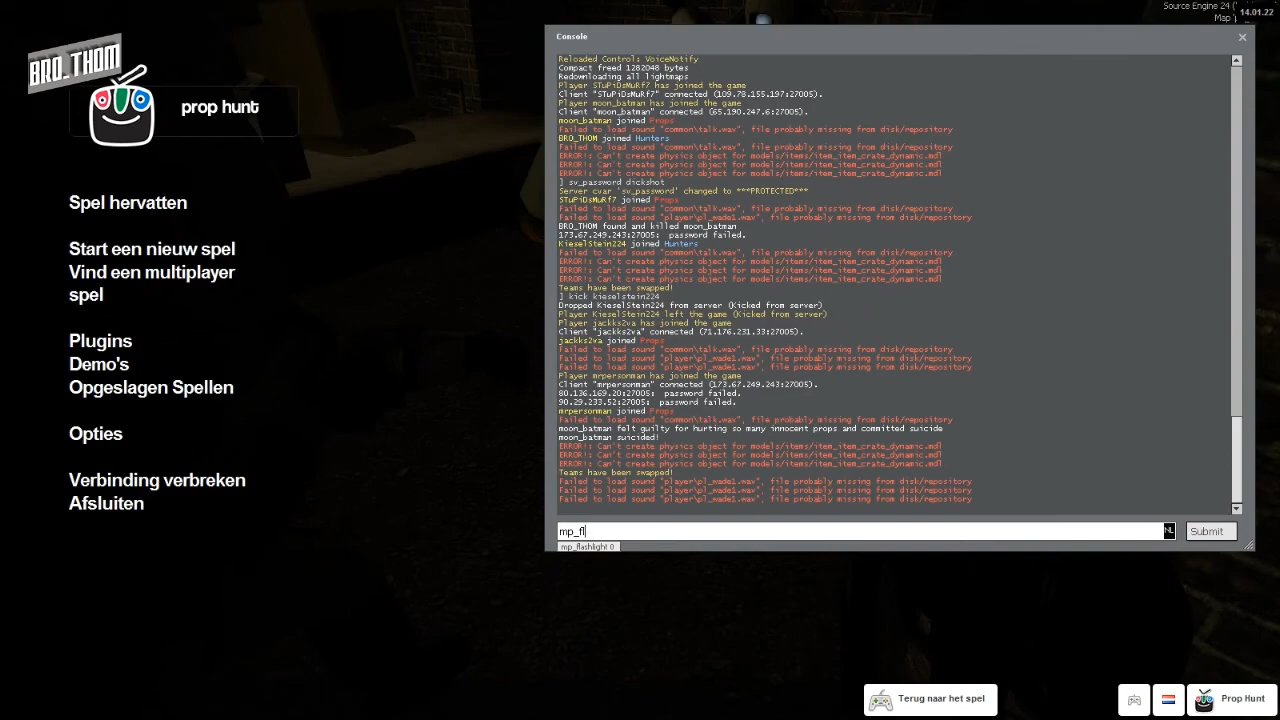 Source Engine 24 (
Map
14.01.22
BRO_THOM
prop hunt
Spel hervatten
Start een nieuw spel
Vind een multiplayer
spel
Plugins
Demo's
Opgeslagen Spellen
Opties
Verbinding verbreken
Afsluiten
Console
Reloaded Control: VoiceNotify
Compact freed 1282048 bytes
Redownloading all lightmaps
Player STuPiDsMuRf7 has joined the game
Client "STuPiDsMuRf7" connected (109.78.155.197:27005).
Player moon_batman has joined the game
Client "moon_batman" connected (65.190.247.6:27005).
moon_batman joined Props
Failed to load sound "common\talk.wav", file probably missing from disk/repository
BRO_THOM joined Hunters
Failed to load sound "common\talk.wav", file probably missing from disk/repository
ERROR!: Can't create physics object for models/items/item_item_crate_dynamic.mdl
ERROR!: Can't create physics object for models/items/item_item_crate_dynamic.mdl
ERROR!: Can't create physics object for models/items/item_item_crate_dynamic.mdl
] sv_password dickshot
Server cvar 'sv_password' changed to ***PROTECTED***
STuPiDsMuRf7 joined Props
Failed to load sound "common\talk.wav", file probably missing from disk/repository
Failed to load sound "player\pl_wade1.wav", file probably missing from disk/repository
BRO_THOM found and killed moon_batman
173.67.249.243:27005: password failed.
KieselStein224 joined Hunters
Failed to load sound "common\talk.wav", file probably missing from disk/repository
ERROR!: Can't create physics object for models/items/item_item_crate_dynamic.mdl
ERROR!: Can't create physics object for models/items/item_item_crate_dynamic.mdl
ERROR!: Can't create physics object for models/items/item_item_crate_dynamic.mdl
Teams have been swapped!
] kick kieselstein224
Dropped KieselStein224 from server (Kicked from server)
Player KieselStein224 left the game (Kicked from server)
Player jackks2va has joined the game
Client "jackks2va" connected (71.176.231.33:27005).
jackks2va joined Props
Failed to load sound "common\talk.wav", file probably missing from disk/repository
Failed to load sound "player\pl_wade1.wav", file probably missing from disk/repository
Failed to load sound "player\pl_wade1.wav", file probably missing from disk/repository
Player mrpersonman has joined the game
Client "mrpersonman" connected (173.67.249.243:27005).
80.136.169.20:27005: password failed.
90.29.233.52:27005: password failed.
mrpersonman joined Props
Failed to load sound "common\talk.wav", file probably missing from disk/repository
moon_batman felt guilty for hurting so many innocent props and committed suicide
moon_batman suicided!
ERROR!: Can't create physics object for models/items/item_item_crate_dynamic.mdl
ERROR!: Can't create physics object for models/items/item_item_crate_dynamic.mdl
ERROR!: Can't create physics object for models/items/item_item_crate_dynamic.mdl
Teams have been swapped!
Failed to load sound "player\pl_wade1.wav", file probably missing from disk/repository
Failed to load sound "player\pl_wade1.wav", file probably missing from disk/repository
Failed to load sound "player\pl_wade1.wav", file probably missing from disk/repository
mp_fl
NL
Submit
mp_flashlight 0
Terug naar het spel
Prop Hunt